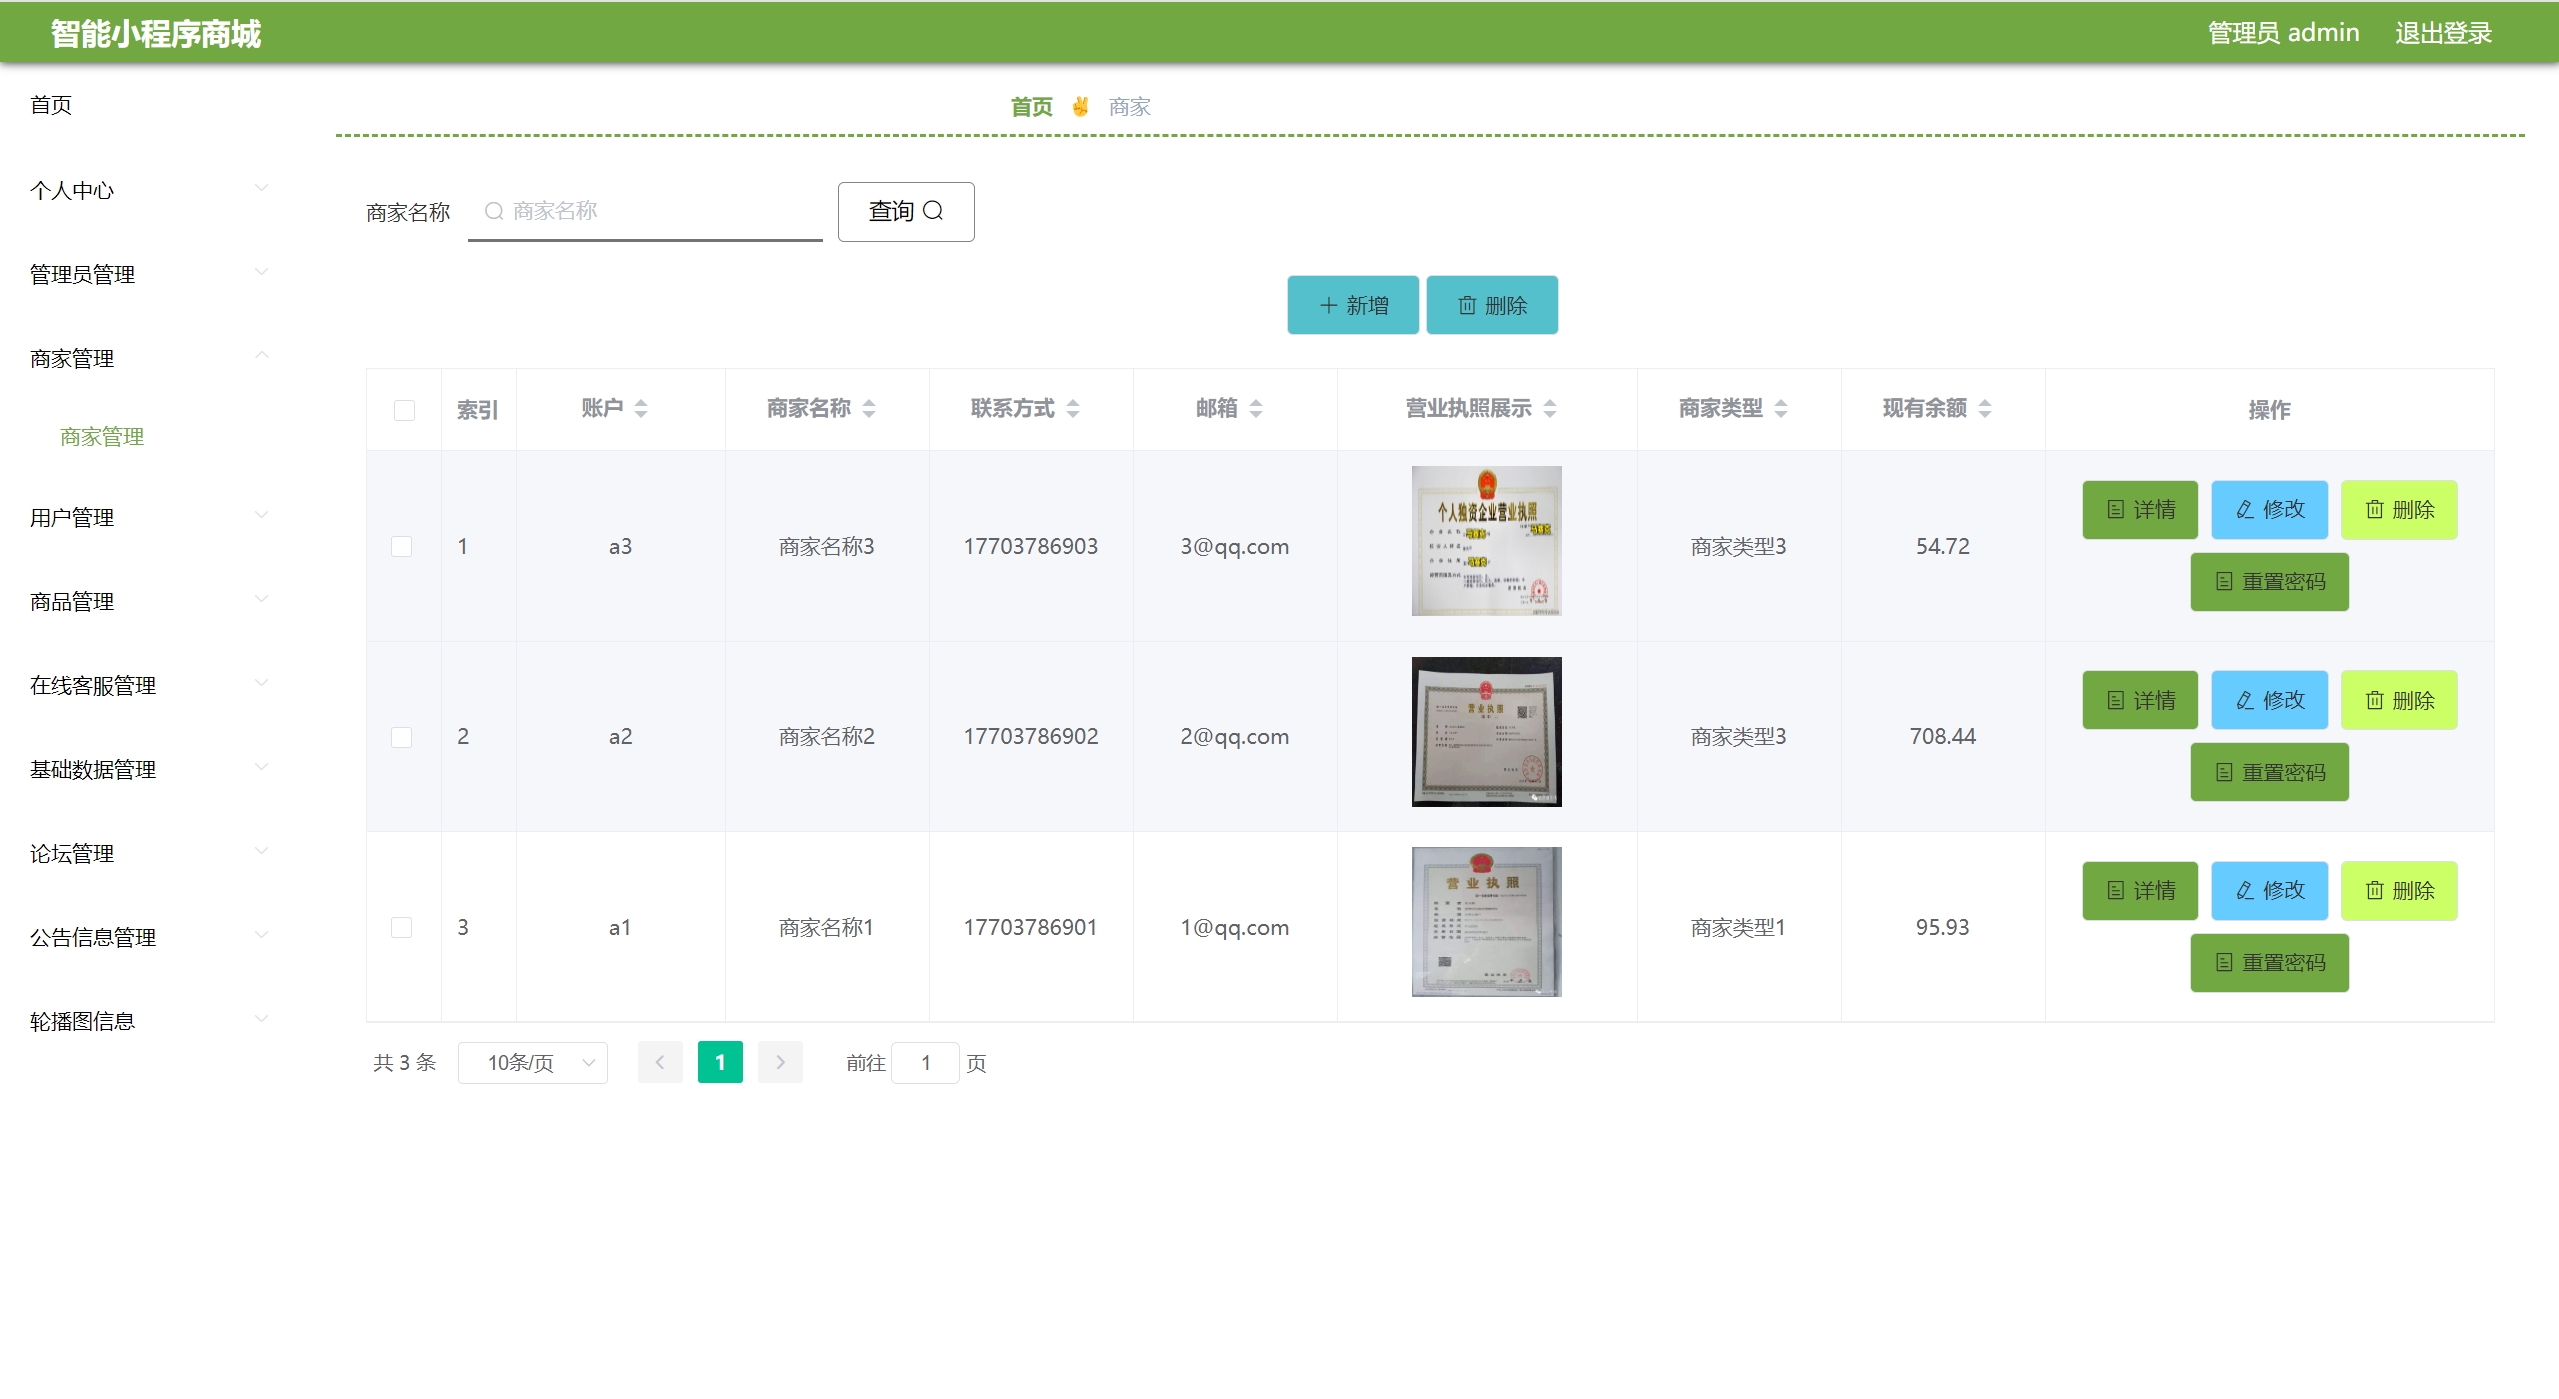 智能小程序商城
管理员 admin 退出登录
首页
个人中心
管理员管理
商家管理
商家管理
用户管理
商品管理
在线客服管理
基础数据管理
论坛管理
公告信息管理
轮播图信息
首页 商家
商家名称 商家名称 查询
新增 删除
索引 账户 商家名称 联系方式 邮箱 营业执照展示 商家类型 现有余额 操作
1 a3 商家名称3 17703786903 3@qq.com 商家类型3 54.72
个人独资企业营业执照
详情 修改 删除
重置密码
2 a2 商家名称2 17703786902 2@qq.com 商家类型3 708.44
营业执照
详情 修改 删除
重置密码
3 a1 商家名称1 17703786901 1@qq.com 商家类型1 95.93
营业执照
详情 修改 删除
重置密码
共 3 条 10条/页 1 前往 1 页